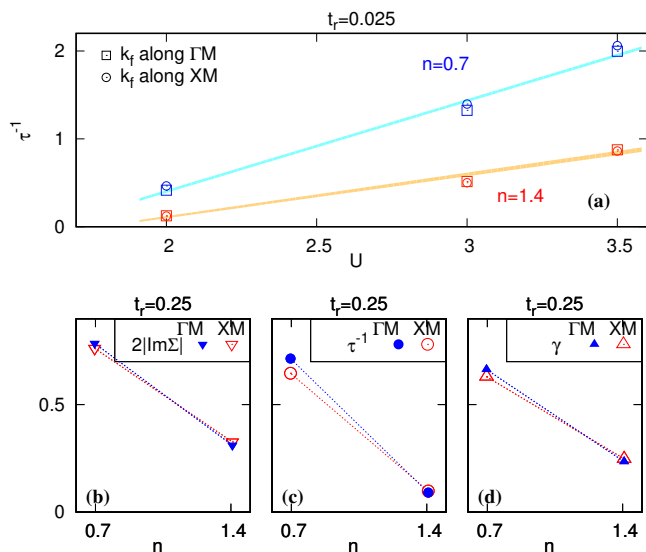 t_r=0.025
2
1
0
τ^-1
k_f along ΓM
k_f along XM
n=0.7
n=1.4
(a)
2
2.5
3
3.5
U
t_r=0.25
t_r=0.25
t_r=0.25
ΓM XM
2|ImΣ|
ΓM XM
τ^-1
ΓM XM
γ
0.5
0
(b)
(c)
(d)
0.7
1.4
0.7
1.4
0.7
1.4
n
n
n